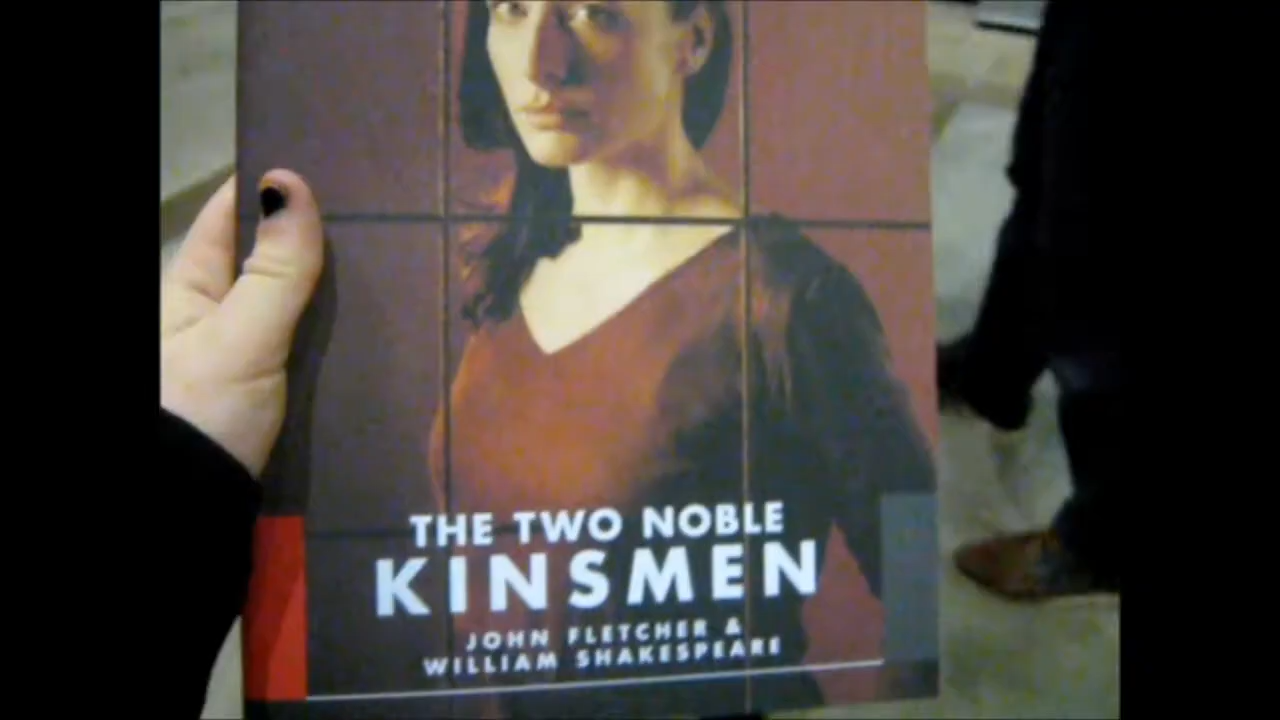 THE TWO NOBLE
KINSMEN
JOHN FLETCHER &
WILLIAM SHAKESPEARE